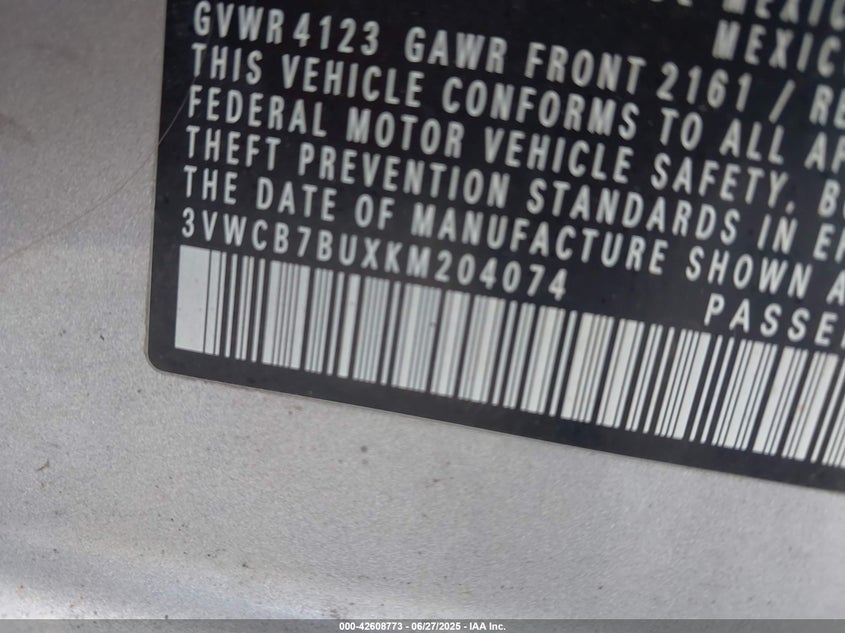 MEXICO
GVWR 4123 GAWR FRONT 2161 /
THIS VEHICLE CONFORMS TO ALL
FEDERAL MOTOR VEHICLE SAFETY,
THEFT PREVENTION STANDARDS IN
THE DATE OF MANUFACTURE SHOWN
3VWCB7BUXKM204074
000-42608773 - 06/27/2025 - IAA Inc.